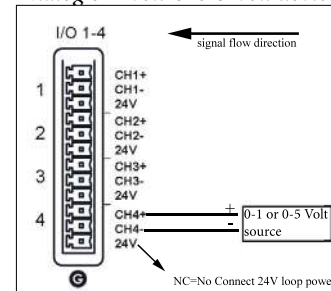 I/O 1-4
signal flow direction
1
CH1+
CH1-
24V
2
CH2+
CH2-
24V
3
CH3+
CH3-
24V
4
CH4+
CH4-
24V
+
-
0-1 or 0-5 Volt
source
G
NC=No Connect 24V loop powe